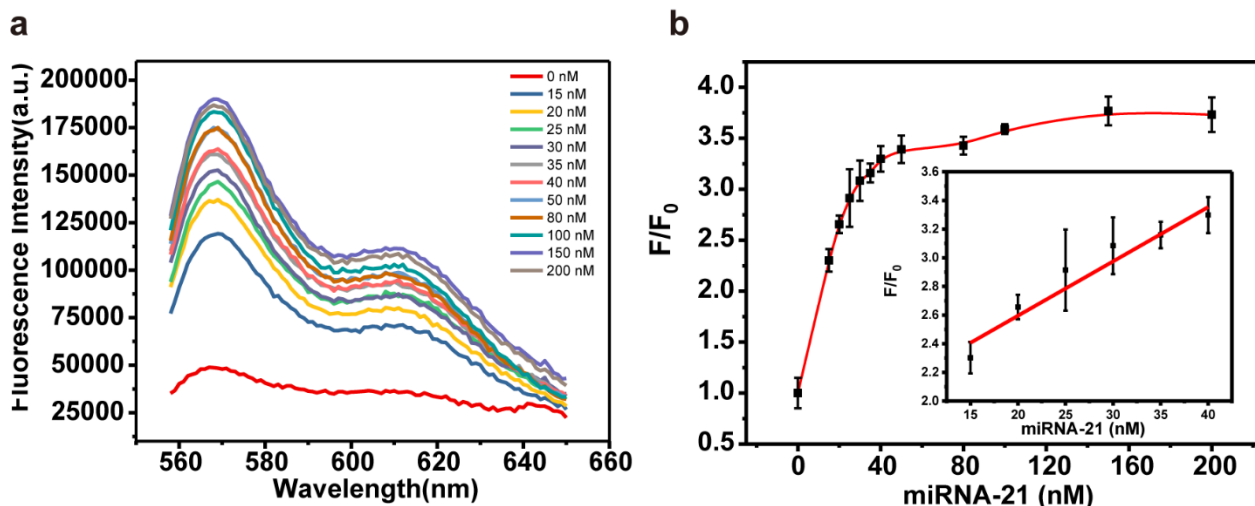 a
Fluorescence Intensity(a.u.)
200000
175000
150000
125000
100000
75000
50000
25000
560
580
600
620
640
660
Wavelength(nm)
0 nM
15 nM
20 nM
25 nM
30 nM
35 nM
40 nM
50 nM
80 nM
100 nM
150 nM
200 nM
b
F/F0
4.0
3.5
3.0
2.5
2.0
1.5
1.0
0.5
0
40
80
120
160
200
miRNA-21 (nM)
F/F0
3.6
3.4
3.2
3.0
2.8
2.6
2.4
2.2
2.0
15
20
25
30
35
40
miRNA-21 (nM)